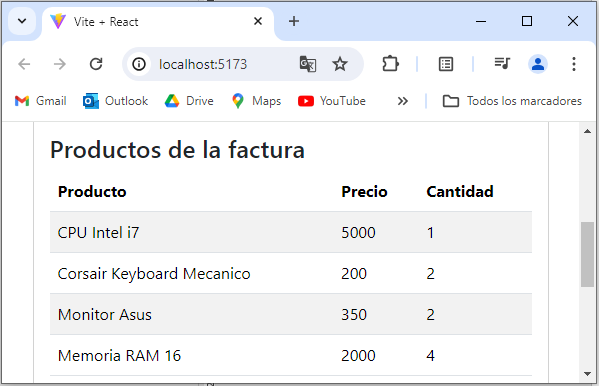 Vite + React
localhost:5173
Gmail Outlook Drive Maps YouTube Todos los marcadores
Productos de la factura
Producto Precio Cantidad
CPU Intel i7 5000 1
Corsair Keyboard Mecanico 200 2
Monitor Asus 350 2
Memoria RAM 16 2000 4